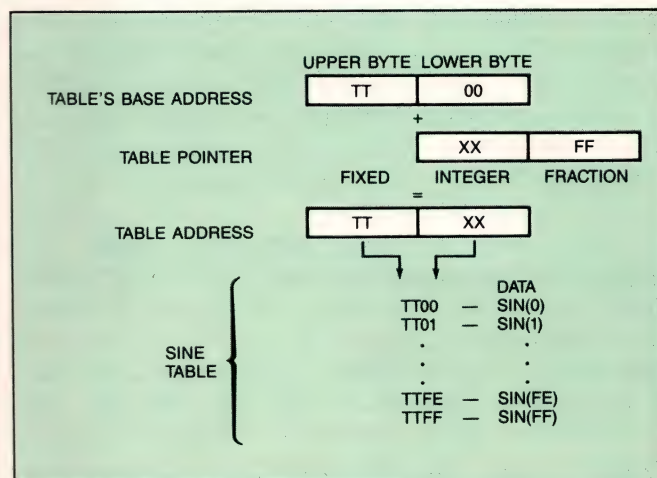 UPPER BYTE LOWER BYTE
TABLE'S BASE ADDRESS TT 00
+
TABLE POINTER XX FF
FIXED INTEGER FRACTION
=
TABLE ADDRESS TT XX
DATA
TT00 — SIN(0)
TT01 — SIN(1)
. .
. .
. .
SINE
TABLE
TTFE — SIN(FE)
TTFF — SIN(FF)